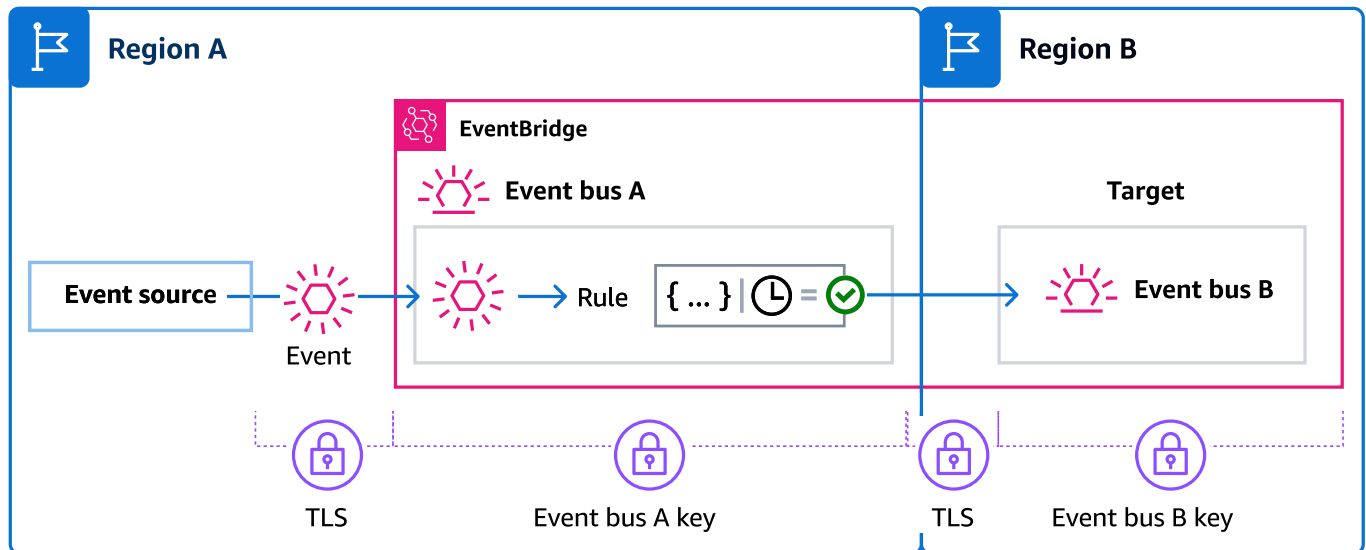 Region A
Region B
EventBridge
Event bus A
Target
Event source
Event
Rule
{ ... } | =
Event bus B
TLS
Event bus A key
TLS
Event bus B key